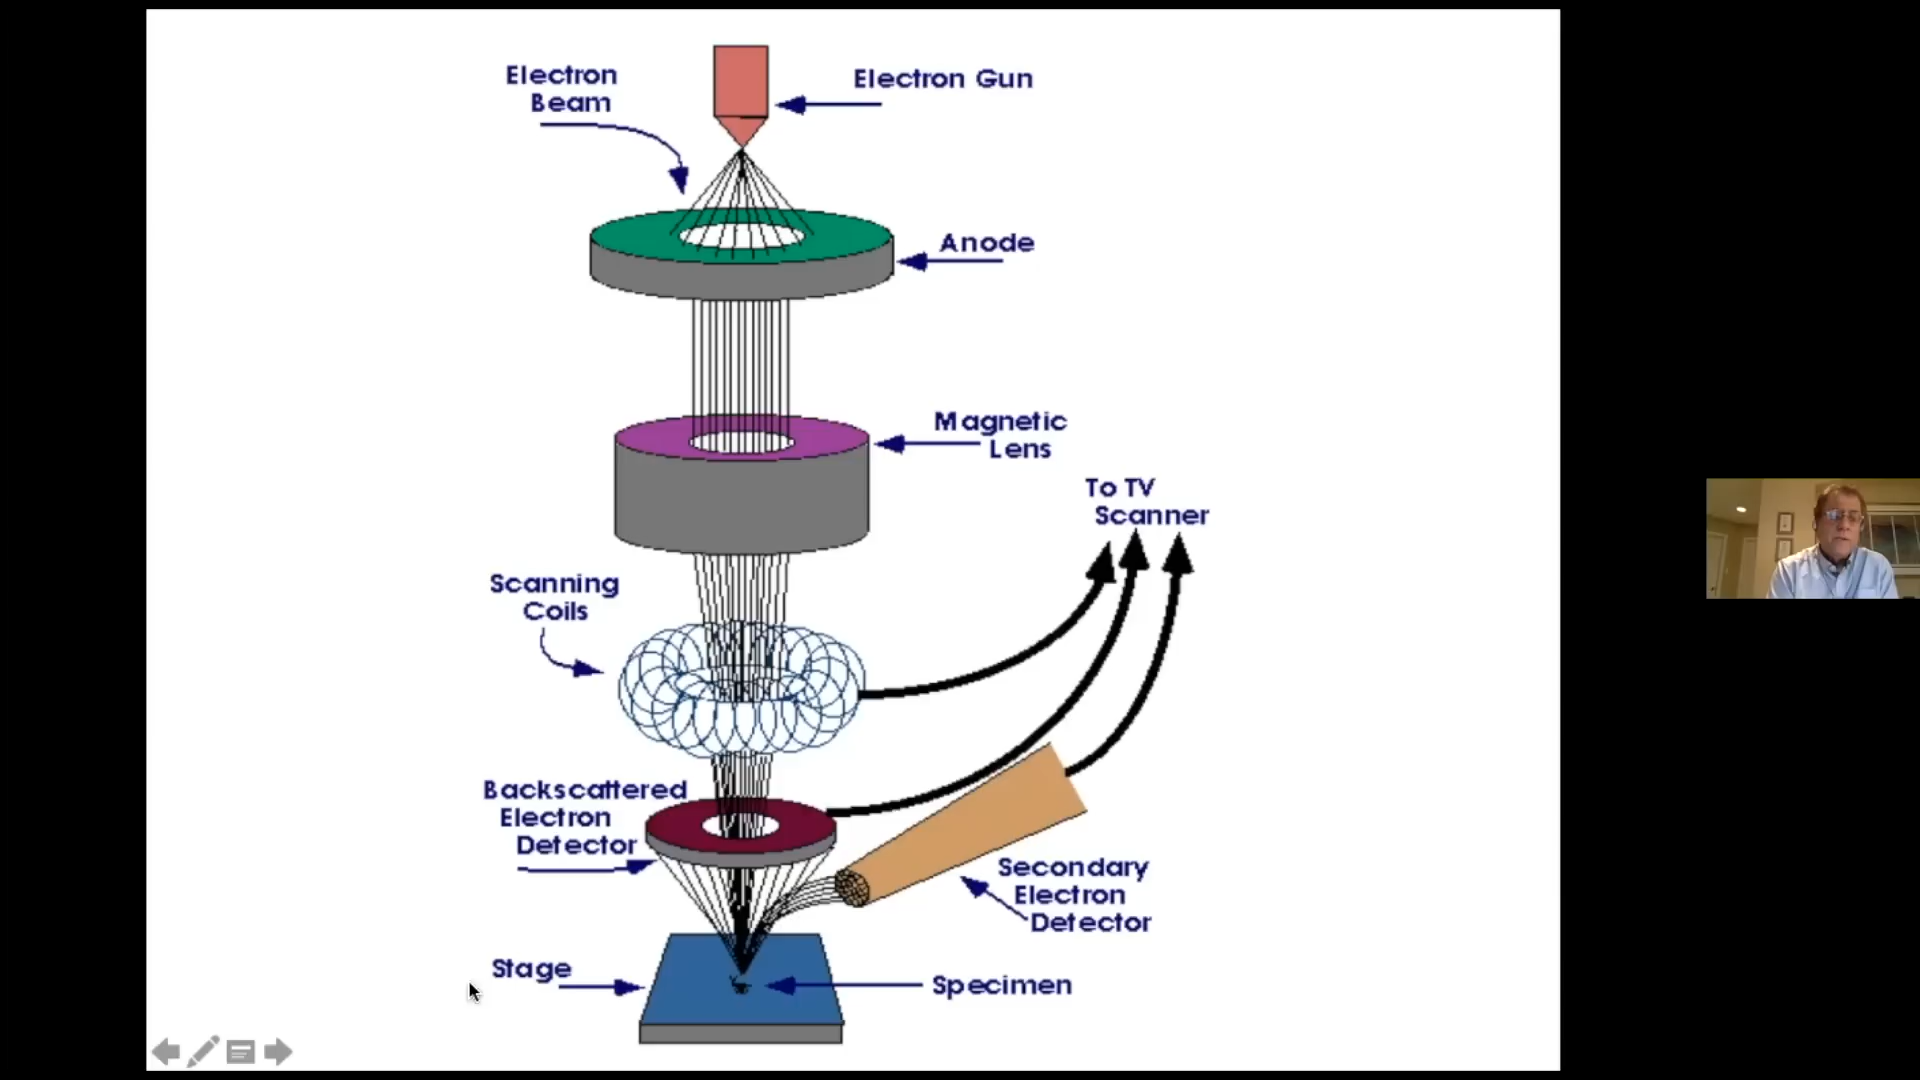 Electron
Beam
Electron Gun
Anode
Magnetic
Lens
To TV
Scanner
Scanning
Coils
Backscattered
Electron
Detector
Secondary
Electron
Detector
Stage
Specimen